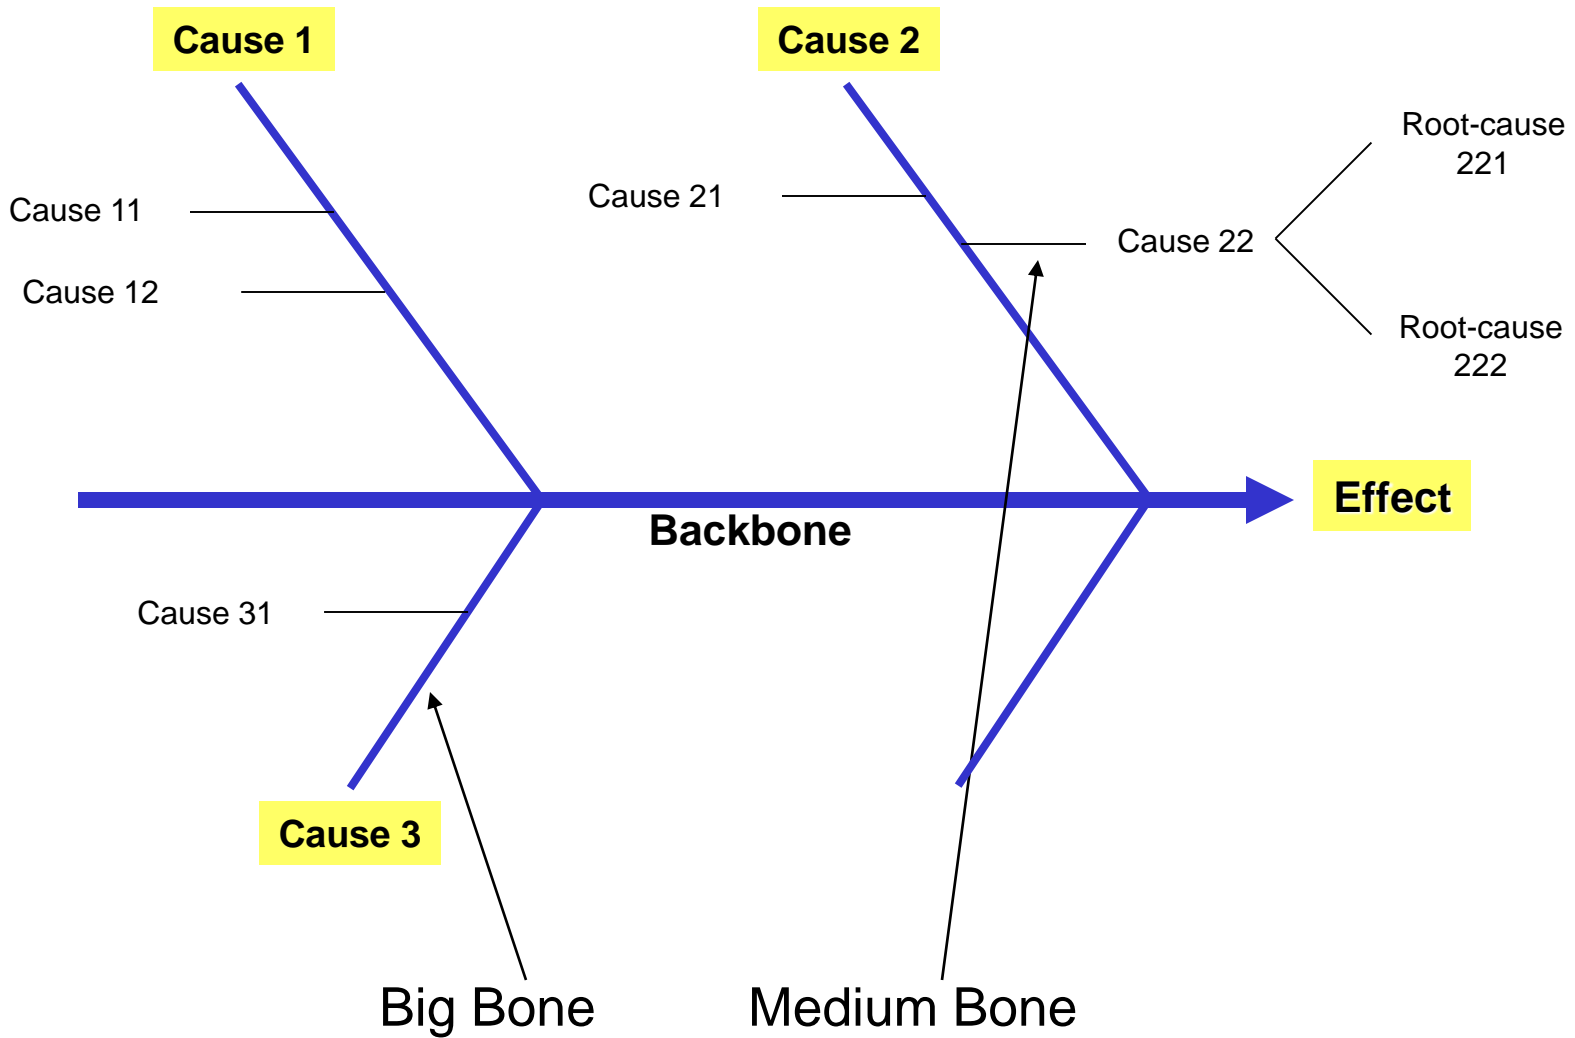 Cause 1
Cause 2
Root-cause
221
Cause 11
Cause 21
Cause 22
Cause 12
Root-cause
222
Effect
Backbone
Cause 31
Cause 3
Big Bone
Medium Bone